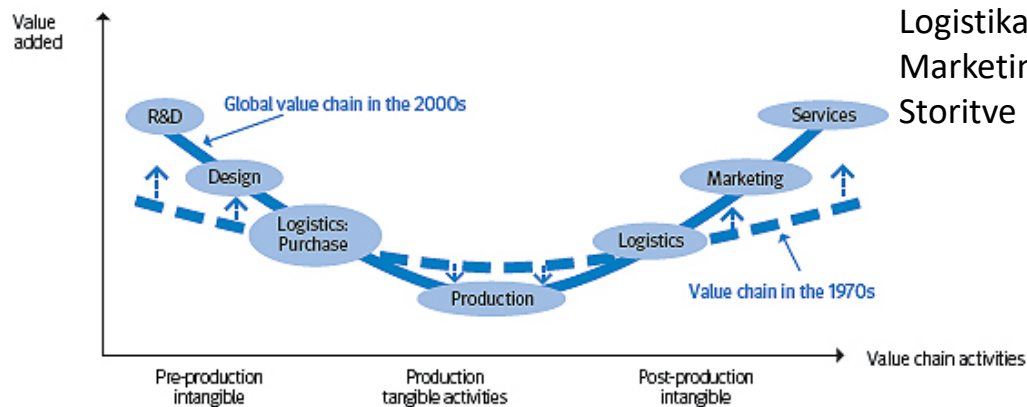 Value
added
Logistika
Marketin
Storitve
Global value chain in the 2000s
R&D
Services
Design
Marketing
Logistics:
Purchase
Logistics
Production
Value chain in the 1970s
Value chain activities
Pre-production
intangible
Production
tangible activities
Post-production
intangible